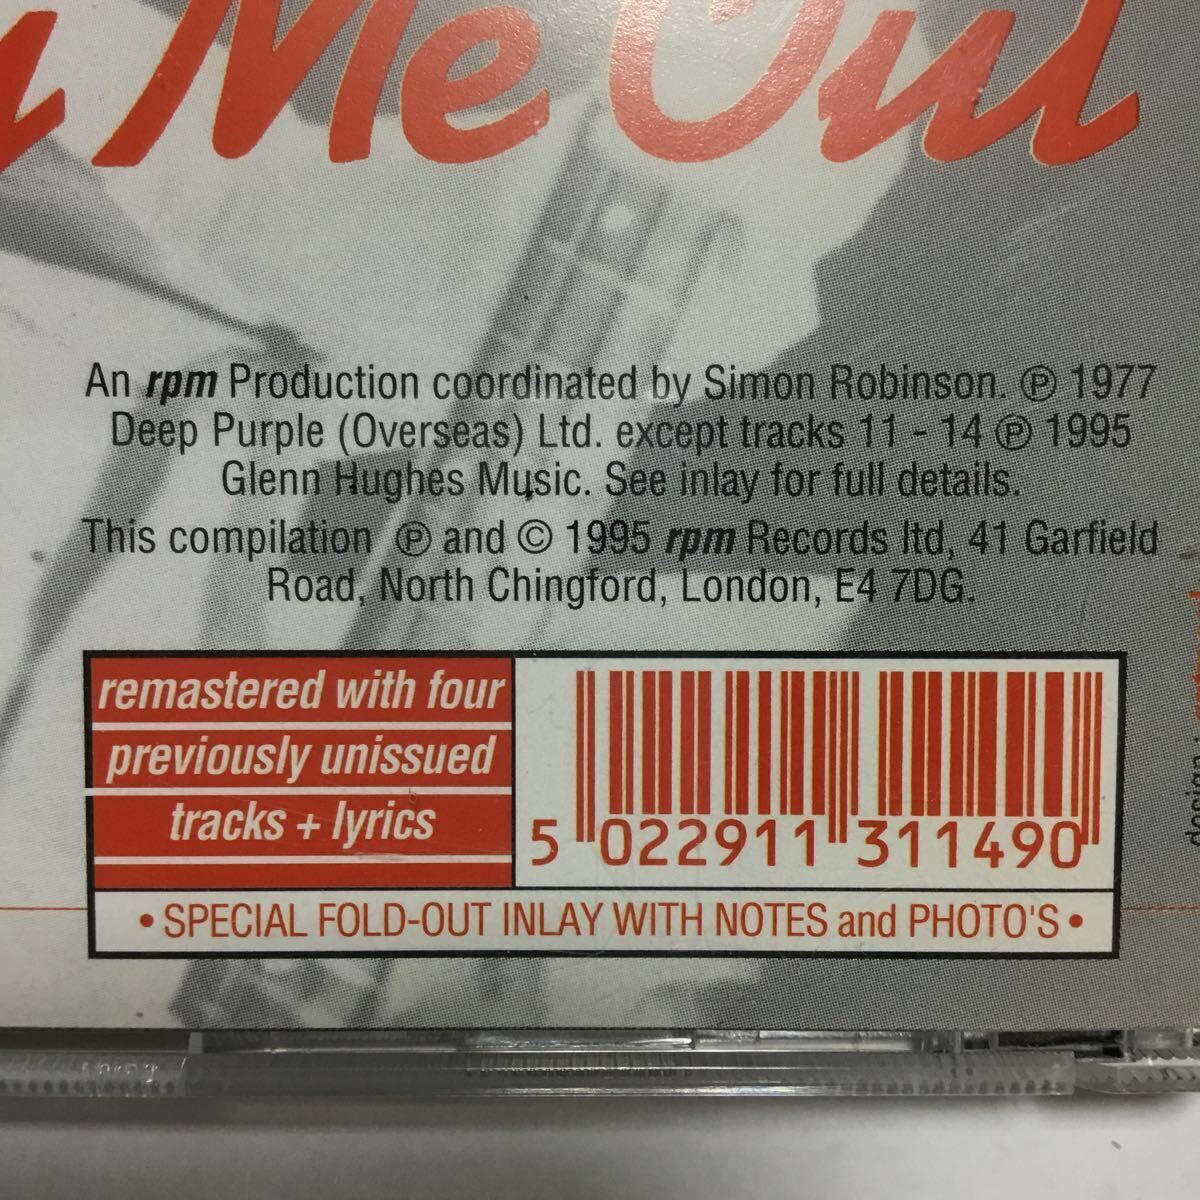 Me Out
An rpm Production coordinated by Simon Robinson. ℗ 1977
Deep Purple (Overseas) Ltd. except tracks 11 - 14 ℗ 1995
Glenn Hughes Music. See inlay for full details.
This compilation ℗ and © 1995 rpm Records ltd, 41 Garfield
Road, North Chingford, London, E4 7DG.
remastered with four
previously unissued
tracks + lyrics
5 022911 311490
• SPECIAL FOLD-OUT INLAY WITH NOTES and PHOTO'S •